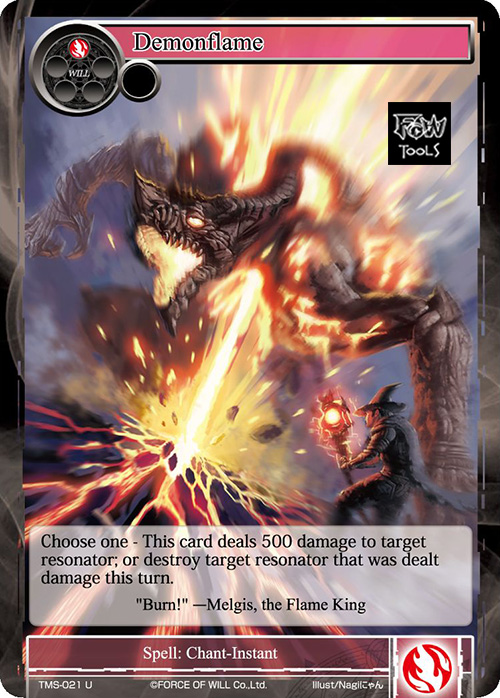 Demonflame
WILL
FOW
TOOLS
Choose one - This card deals 500 damage to target
resonator; or destroy target resonator that was dealt
damage this turn.
"Burn!" —Melgis, the Flame King
Spell: Chant-Instant
TMS-021 U ©FORCE OF WILL Co.,Ltd. Illust/Nagiにゃん